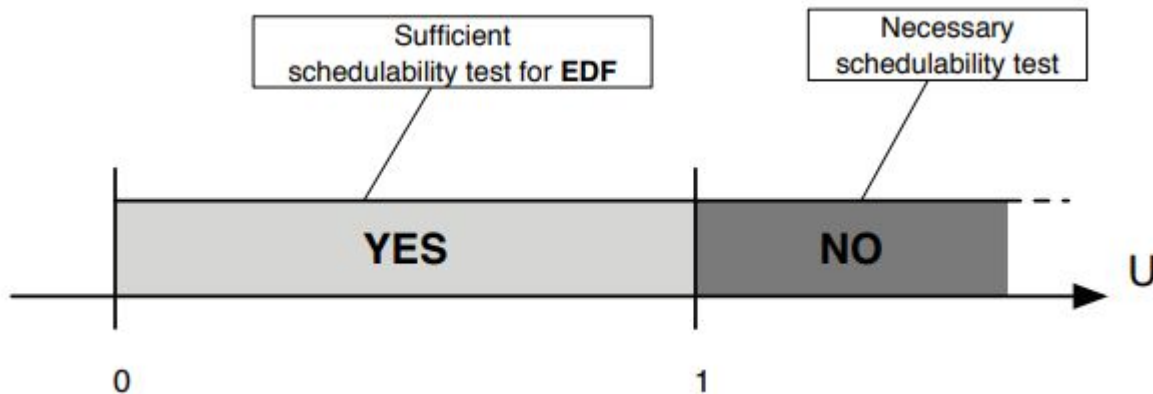 Sufficient
schedulability test for EDF
Necessary
schedulability test
YES
NO
U
0
1